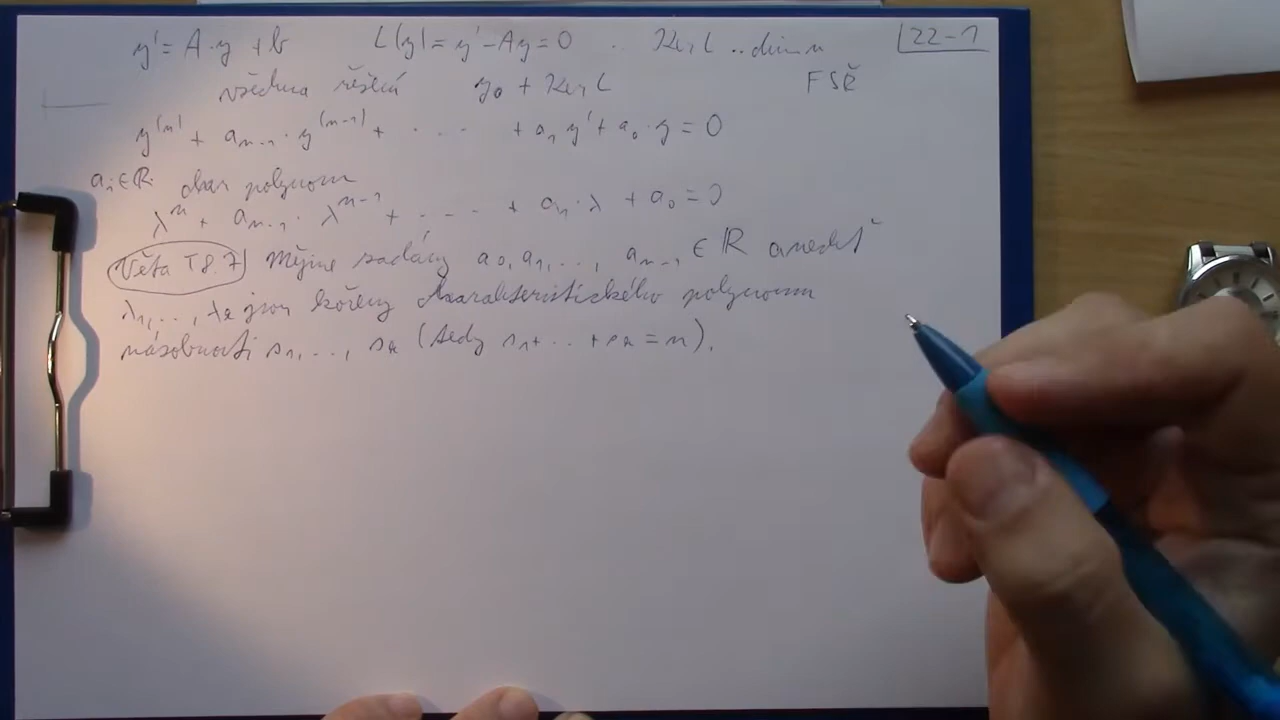 y' = A·y + b L(y) = y' - Ay = 0 .. Ker L .. dim n 22-1
všechna řešení y₀ + Ker L FSŘ
y⁽ⁿ⁾ + aₙ₋₁·y⁽ⁿ⁻¹⁾ + · · · + a₁y' + a₀·y = 0
aᵢ∈ℝ char polynom
λⁿ + aₙ₋₁·λⁿ⁻¹ + · - - · + a₁·λ + a₀ = 0
Věta T8.7 Mějme zadány a₀, a₁, ..., aₙ₋₁ ∈ ℝ a nechť
λ₁, .., λₖ jsou kořeny charakteristického polynomu
násobnosti s₁, ..., sₖ (tedy s₁+ .. + sₖ = n).